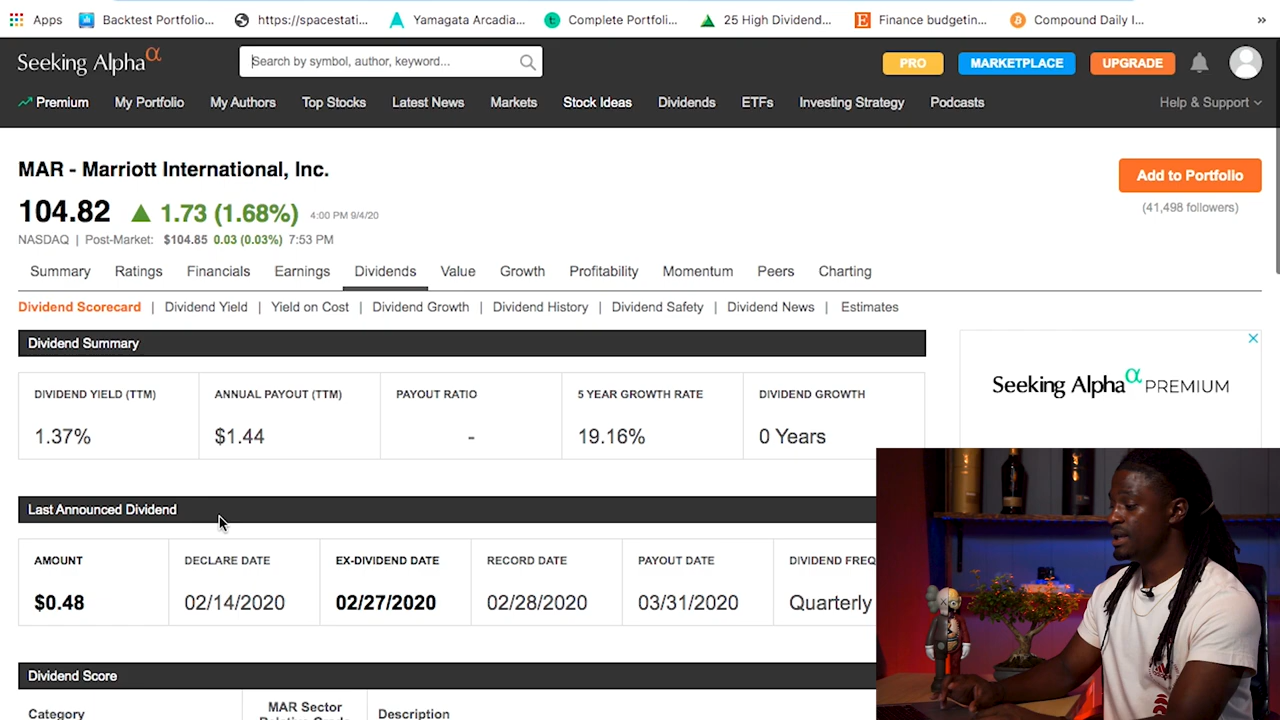 Apps Backtest Portfolio... https://spacestati... Yamagata Arcadia... Complete Portfoli... 25 High Dividend... Finance budgetin... Compound Daily I... »
Seeking Alpha α Search by symbol, author, keyword... PRO MARKETPLACE UPGRADE
Premium My Portfolio My Authors Top Stocks Latest News Markets Stock Ideas Dividends ETFs Investing Strategy Podcasts Help & Support
MAR - Marriott International, Inc. Add to Portfolio
104.82 ▲ 1.73 (1.68%) 4:00 PM 9/4/20 (41,498 followers)
NASDAQ | Post-Market: $104.85 0.03 (0.03%) 7:53 PM
Summary Ratings Financials Earnings Dividends Value Growth Profitability Momentum Peers Charting
Dividend Scorecard | Dividend Yield | Yield on Cost | Dividend Growth | Dividend History | Dividend Safety | Dividend News | Estimates
Dividend Summary
Seeking Alpha α PREMIUM
DIVIDEND YIELD (TTM) ANNUAL PAYOUT (TTM) PAYOUT RATIO 5 YEAR GROWTH RATE DIVIDEND GROWTH
1.37% $1.44 - 19.16% 0 Years
Last Announced Dividend
AMOUNT DECLARE DATE EX-DIVIDEND DATE RECORD DATE PAYOUT DATE DIVIDEND FREQ
$0.48 02/14/2020 02/27/2020 02/28/2020 03/31/2020 Quarterly
Dividend Score
MAR Sector
Category Relative Grade Description